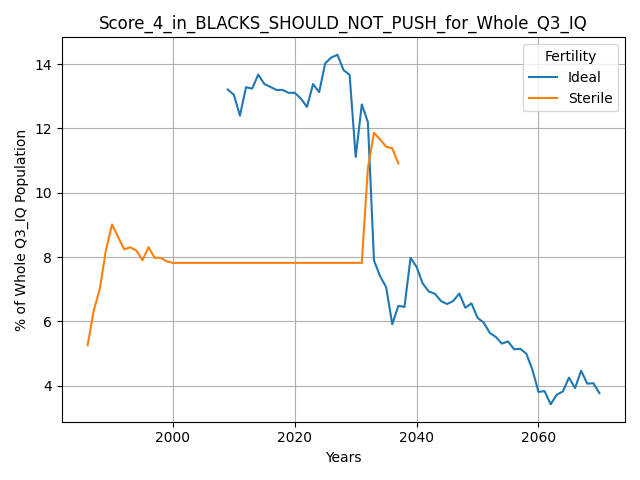 Score_4_in_BLACKS_SHOULD_NOT_PUSH_for_Whole_Q3_IQ
% of Whole Q3_IQ Population
14
12
10
8
6
4
Fertility
Ideal
Sterile
2000
2020
2040
2060
Years